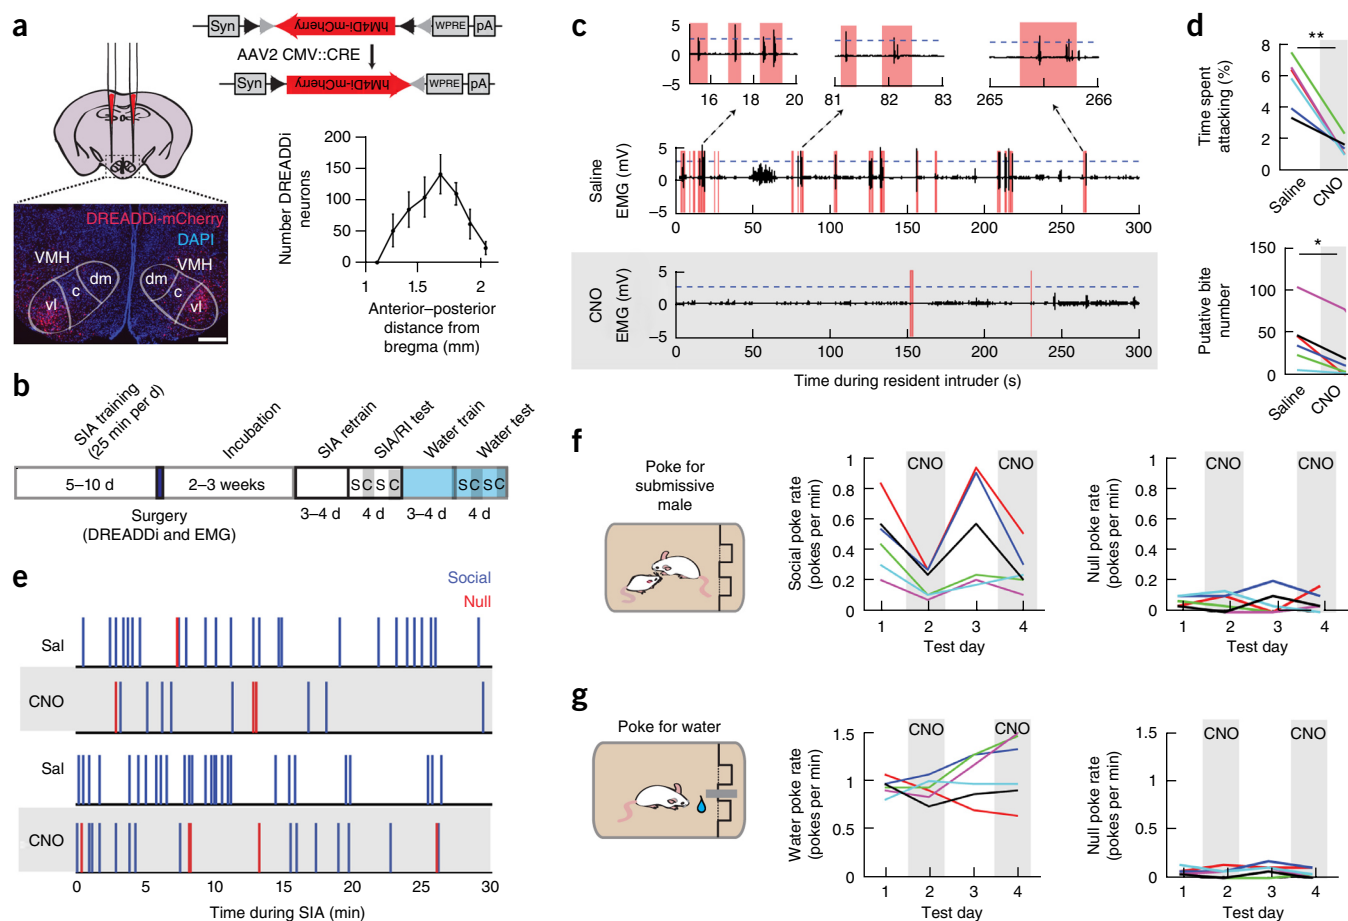 a
Syn
hM4Di-mCherry
WPRE
pA
AAV2 CMV::CRE
Syn
hM4Di-mCherry
WPRE
pA
DREADDi-mCherry
DAPI
VMH
VMH
dm
dm
c
c
vl
vl
Number DREADDi
neurons
200
150
100
50
0
1
1.5
2
Anterior–posterior
distance from
bregma (mm)
b
SIA training
(25 min per d)
Incubation
SIA retrain
SIA/RI test
Water train
Water test
5–10 d
2–3 weeks
S C S C
S C S C
3–4 d
4 d
3–4 d
4 d
Surgery
(DREADDi and EMG)
c
5
0
–5
15
16
18
20
81
82
83
265
266
Saline
EMG (mV)
5
0
–5
0
50
100
150
200
250
300
CNO
EMG (mV)
5
0
–5
0
50
100
150
200
250
300
Time during resident intruder (s)
d
**
Time spent
attacking (%)
8
6
4
2
0
Saline
CNO
*
Putative bite
number
150
100
50
0
Saline
CNO
e
Social
Null
Sal
CNO
Sal
CNO
0
5
10
15
20
25
30
Time during SIA (min)
f
Poke for
submissive
male
Social poke rate
(pokes per min)
1
0.8
0.6
0.4
0.2
0
CNO
CNO
1
2
3
4
Test day
Null poke rate
(pokes per min)
1
0.8
0.6
0.4
0.2
0
CNO
CNO
1
2
3
4
Test day
g
Poke for water
Water poke rate
(pokes per min)
1.5
1
0.5
0
CNO
CNO
1
2
3
4
Test day
Null poke rate
(pokes per min)
1.5
1
0.5
0
CNO
CNO
1
2
3
4
Test day